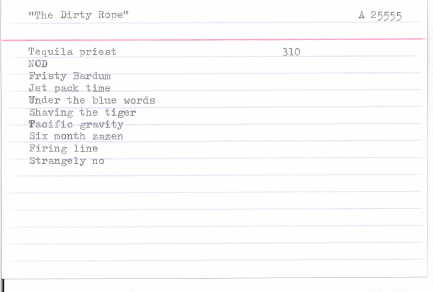 "The Dirty Rope" A 25555
Tequila priest 310
NOD
Fristy Bardum
Jet pack time
Under the blue words
Shaving the tiger
Pacific gravity
Six month zazen
Firing line
Strangely no